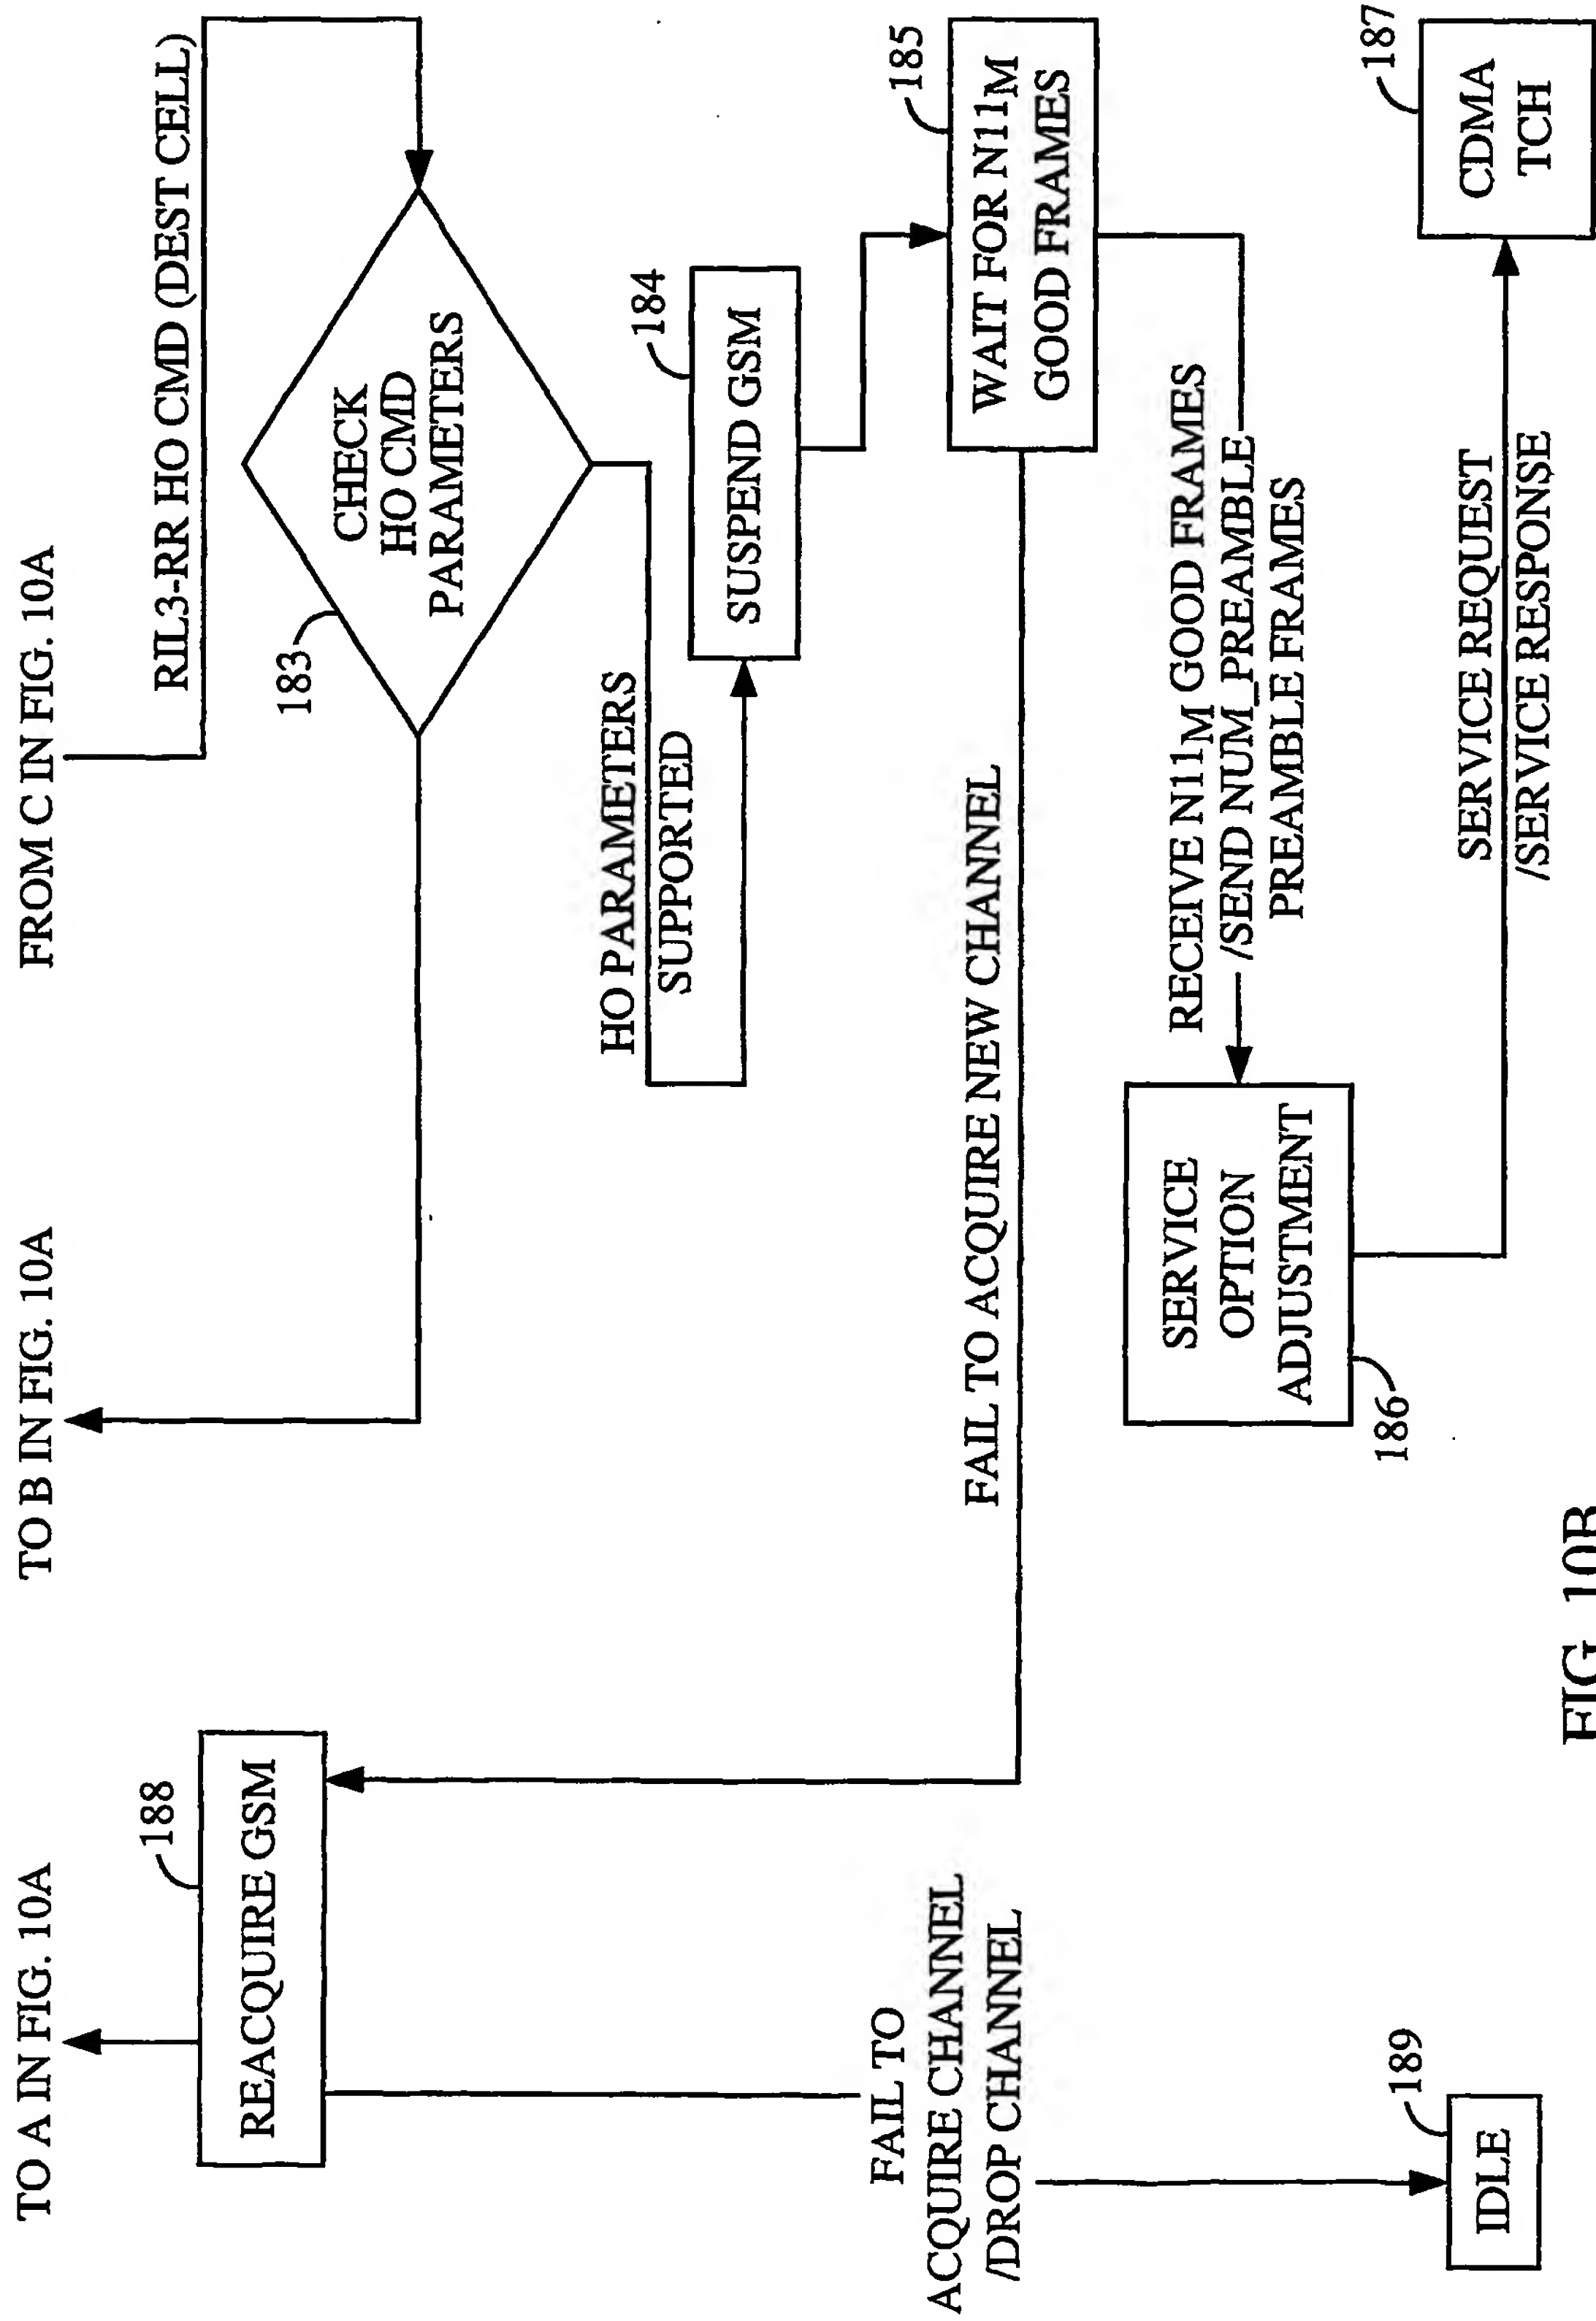 TO A IN FIG. 10A
TO B IN FIG. 10A
FROM C IN FIG. 10A
RIL3-RR HO CMD (DEST CELL)
188
REACQUIRE GSM
183
CHECK
HO CMD
PARAMETERS
HO PARAMETERS
SUPPORTED
184
SUSPEND GSM
FAIL TO
ACQUIRE CHANNEL
/DROP CHANNEL
FAIL TO ACQUIRE NEW CHANNEL
185
WAIT FOR N11M
GOOD FRAMES
RECEIVE N11M GOOD FRAMES
/SEND NUM_PREAMBLE
PREAMBLE FRAMES
SERVICE
OPTION
ADJUSTMENT
186
189
IDLE
SERVICE REQUEST
/SERVICE RESPONSE
187
CDMA
TCH
FIG. 10B